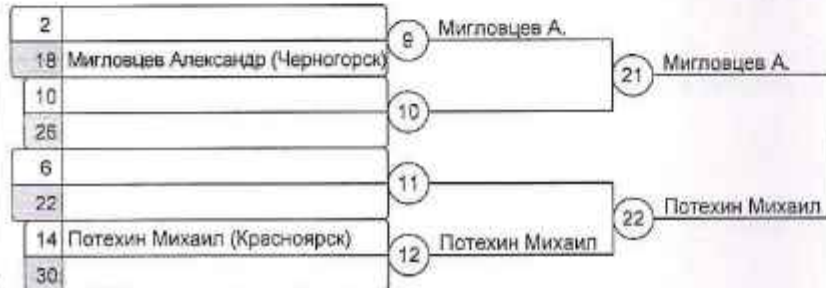 2
9 Мигловцев А.
18 Мигловцев Александр (Черногорск)
21 Мигловцев А.
10
10
26
6
11
22
22 Потехин Михаил
14 Потехин Михаил (Красноярск)
12 Потехин Михаил
30